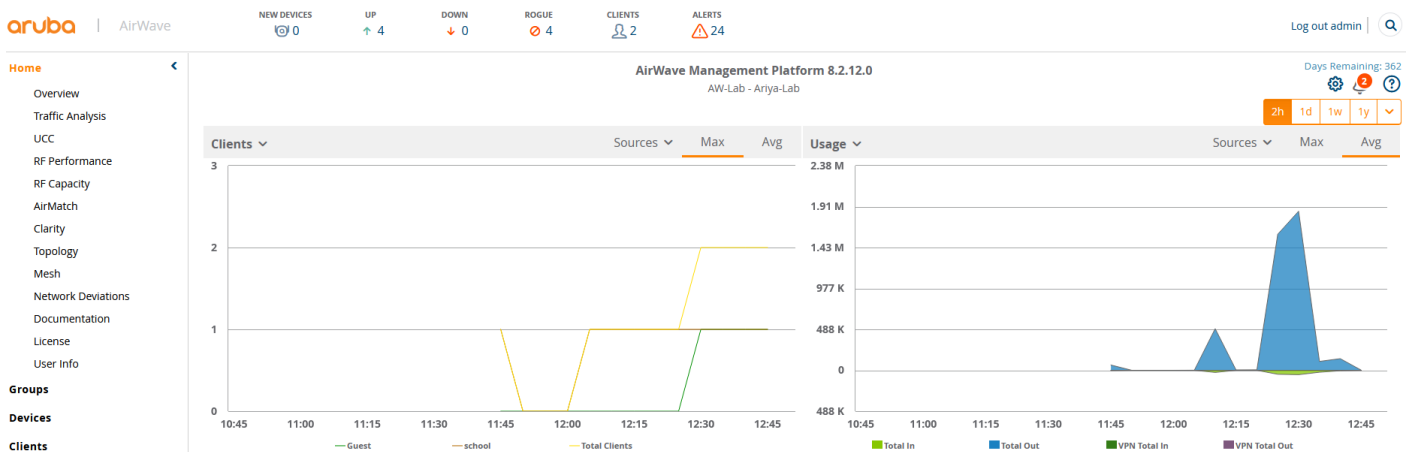 aruba | AirWave
NEW DEVICES UP DOWN ROGUE CLIENTS ALERTS
0 4 0 4 2 24
Log out admin
Home
Overview
Traffic Analysis
UCC
RF Performance
RF Capacity
AirMatch
Clarity
Topology
Mesh
Network Deviations
Documentation
License
User Info
Groups
Devices
Clients
AirWave Management Platform 8.2.12.0
AW-Lab - Ariya-Lab
Days Remaining: 362
2
2h 1d 1w 1y
Clients Sources Max Avg
3
2
1
0
10:45 11:00 11:15 11:30 11:45 12:00 12:15 12:30 12:45
Guest school Total Clients
Usage Sources Max Avg
2.38 M
1.91 M
1.43 M
977 K
488 K
0
488 K
10:45 11:00 11:15 11:30 11:45 12:00 12:15 12:30 12:45
Total In Total Out VPN Total In VPN Total Out